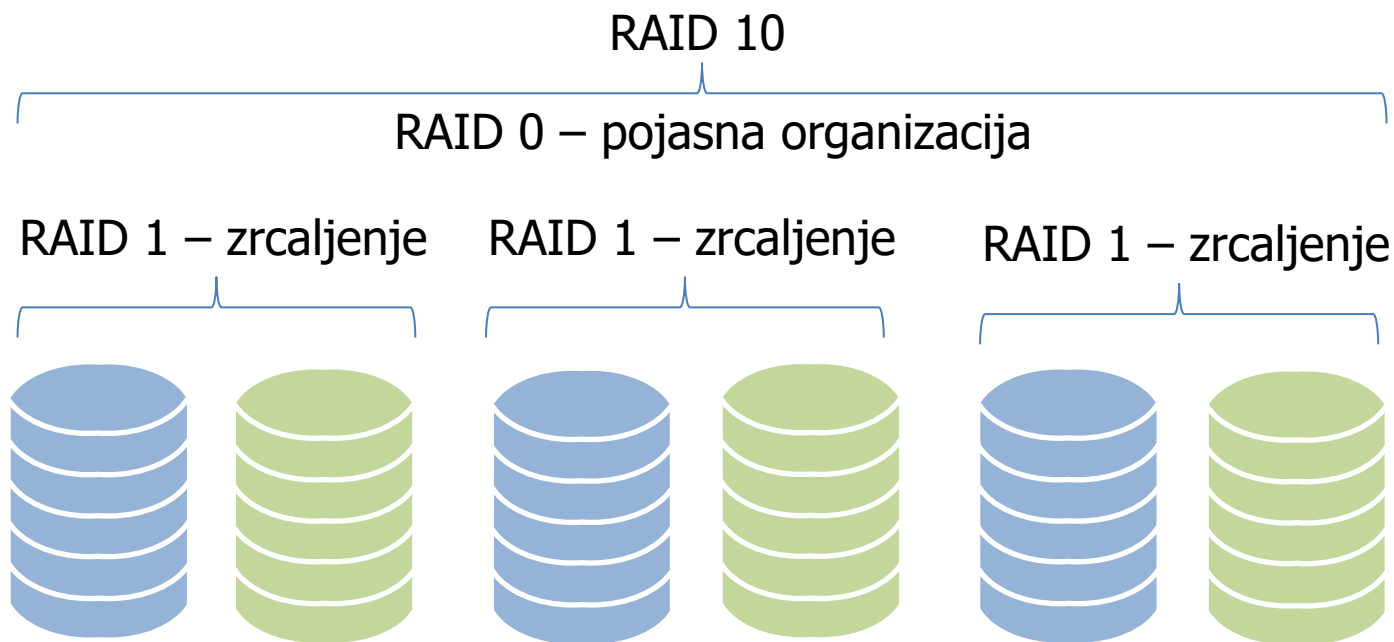 RAID 10
RAID 0 – pojasna organizacija
RAID 1 – zrcaljenje
RAID 1 – zrcaljenje
RAID 1 – zrcaljenje